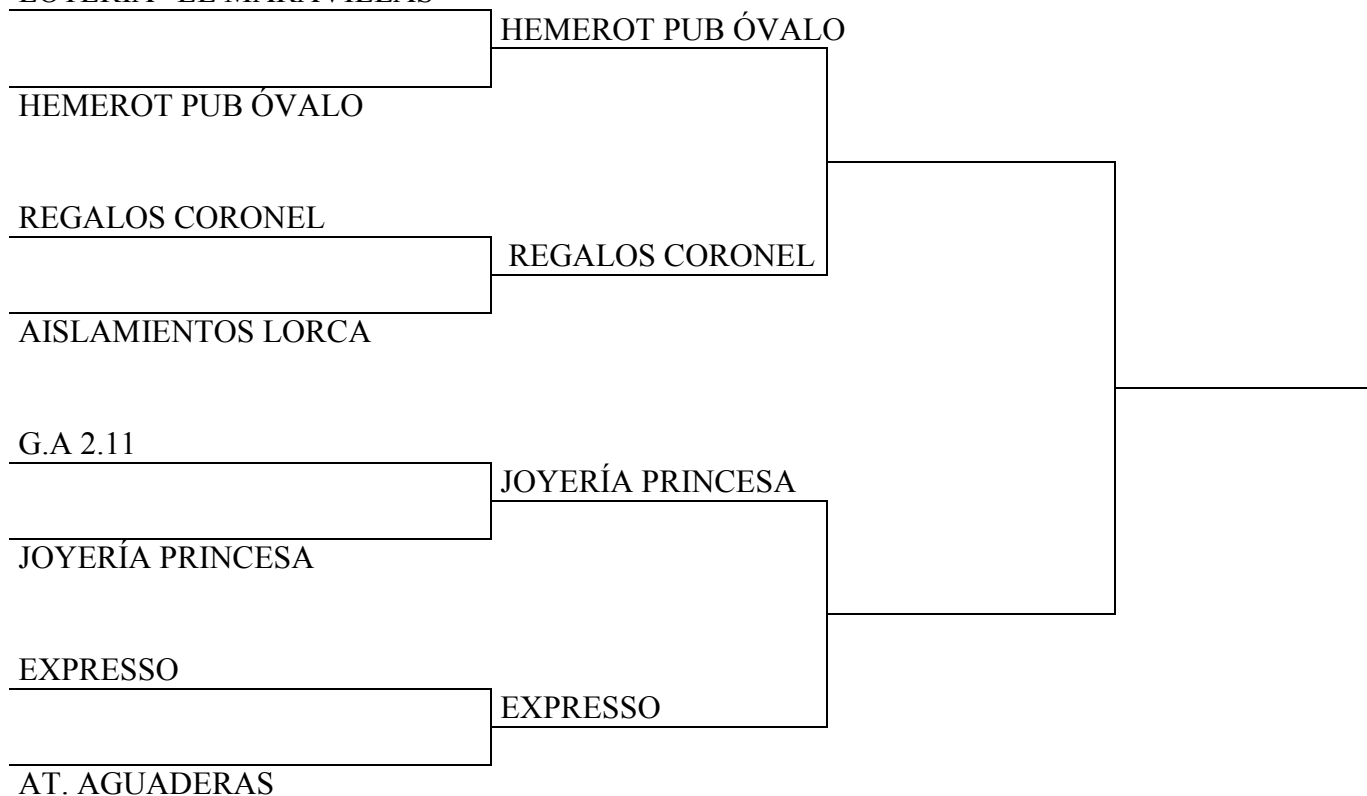 HEMEROT PUB ÓVALO
HEMEROT PUB ÓVALO
REGALOS CORONEL
REGALOS CORONEL
AISLAMIENTOS LORCA
G.A 2.11
JOYERÍA PRINCESA
JOYERÍA PRINCESA
EXPRESSO
EXPRESSO
AT. AGUADERAS